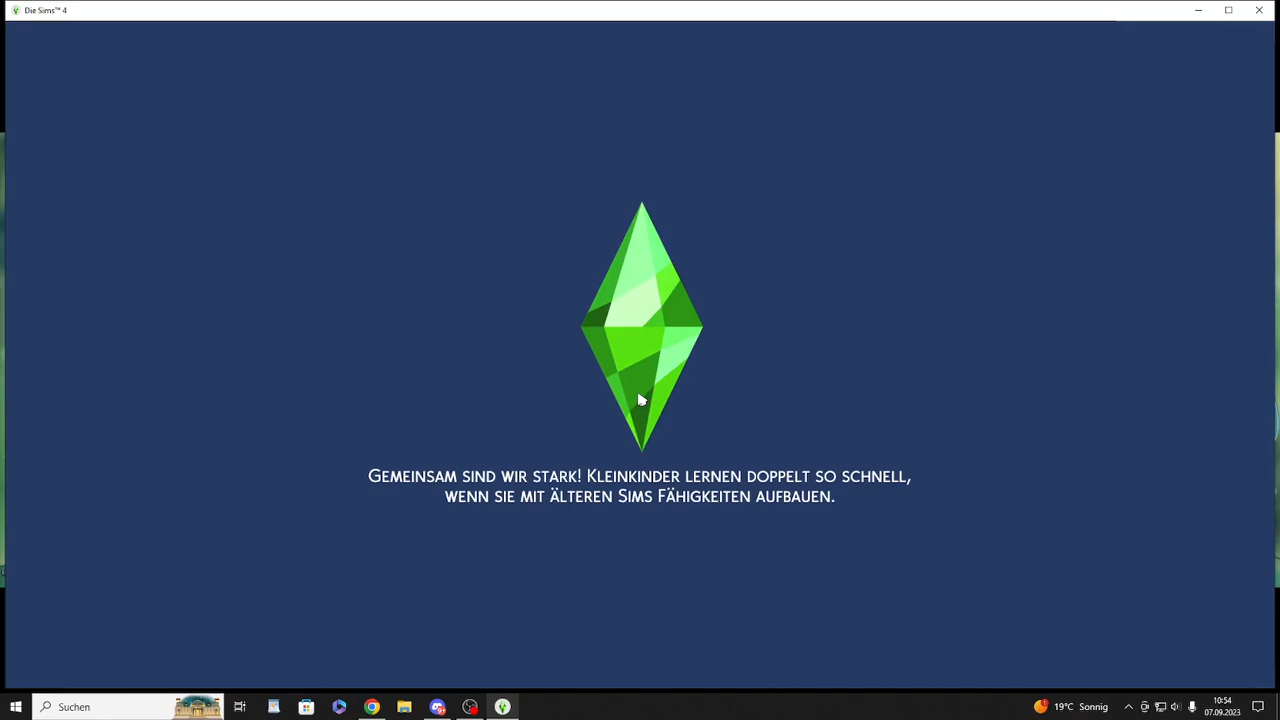 Die Sims™ 4
GEMEINSAM SIND WIR STARK! KLEINKINDER LERNEN DOPPELT SO SCHNELL,
WENN SIE MIT ÄLTEREN SIMS FÄHIGKEITEN AUFBAUEN.
Suchen
19°C Sonnig
10:54
07.09.2023